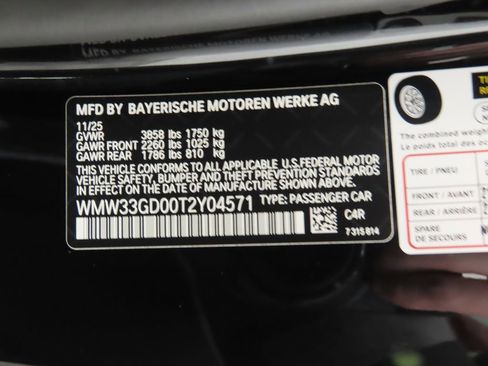 MFD BY BAYERISCHE MOTOREN WERKE AG
11/25
GVWR 3858 lbs 1750 kg
GAWR FRONT 2260 lbs 1025 kg
GAWR REAR 1786 lbs 810 kg
THIS VEHICLE CONFORMS TO ALL APPLICABLE U.S. FEDERAL MOTOR
VEHICLE SAFETY, BUMPER, AND THEFT PREVENTION STANDARDS
IN EFFECT ON THE DATE OF MANUFACTURE SHOWN ABOVE.
WMW33GD00T2Y04571 TYPE: PASSENGER CAR
C4R
7315814
The combined weight
Le poids total des
TIRE / PNEU
FRONT / AVANT
REAR / ARRIÈRE
SPARE
DE SECOURS